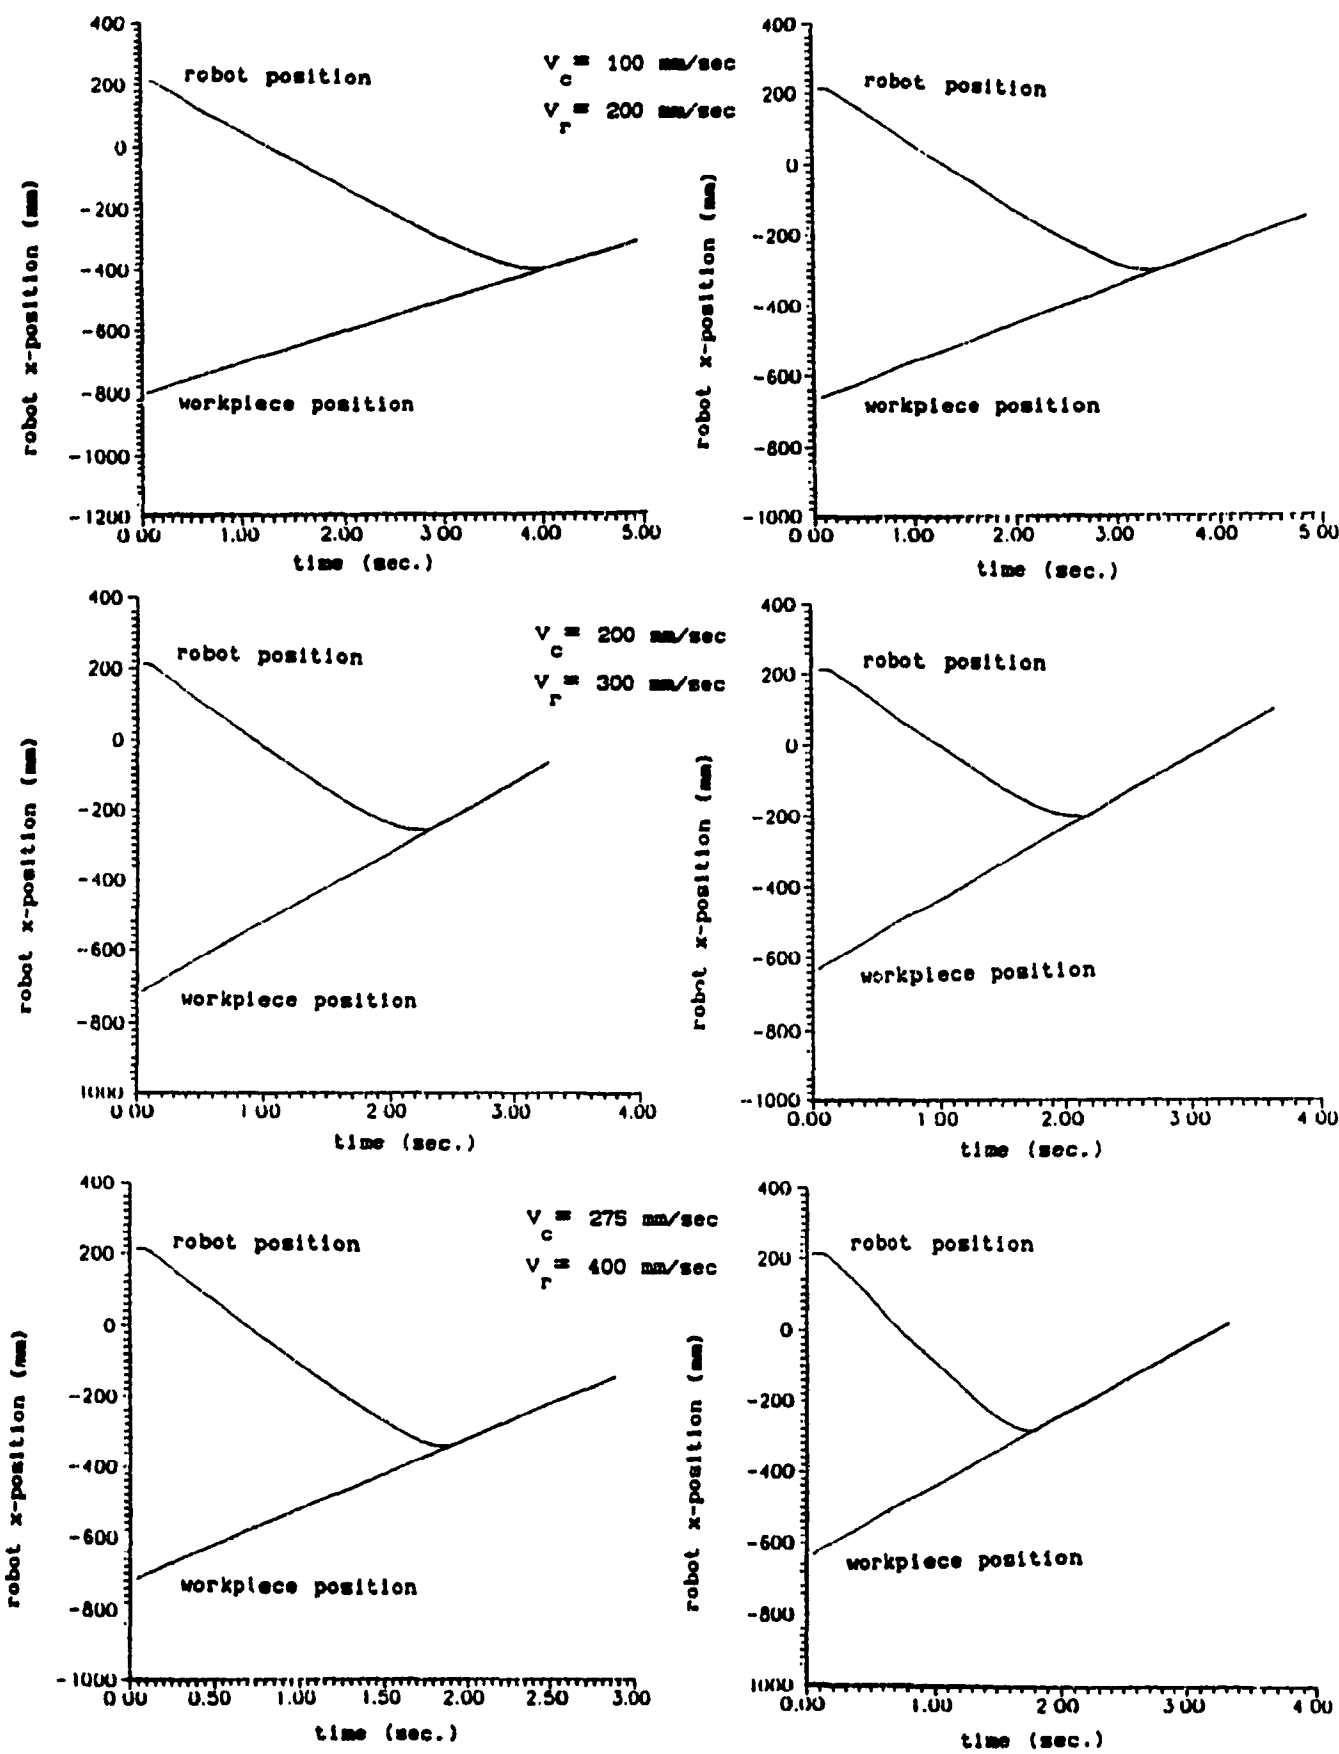 400
200
0
-200
-400
-600
-800
-1000
-1200
robot x-position (mm)
robot position
workpiece position
0.00 1.00 2.00 3.00 4.00 5.00
time (sec.)
Vc = 100 mm/sec
Vr = 200 mm/sec
400
200
0
-200
-400
-600
-800
-1000
robot x-position (mm)
robot position
workpiece position
0.00 1.00 2.00 3.00 4.00 5.00
time (sec.)
400
200
0
-200
-400
-600
-800
1000
robot x-position (mm)
robot position
workpiece position
0.00 1.00 2.00 3.00 4.00
time (sec.)
Vc = 200 mm/sec
Vr = 300 mm/sec
400
200
0
-200
-400
-600
-800
-1000
robot x-position (mm)
robot position
workpiece position
0.00 1.00 2.00 3.00 4.00
time (sec.)
400
200
0
-200
-400
-600
-800
-1000
robot x-position (mm)
robot position
workpiece position
0.00 0.50 1.00 1.50 2.00 2.50 3.00
time (sec.)
Vc = 275 mm/sec
Vr = 400 mm/sec
400
200
0
-200
-400
-600
-800
1000
robot x-position (mm)
robot position
workpiece position
0.00 1.00 2.00 3.00 4.00
time (sec.)